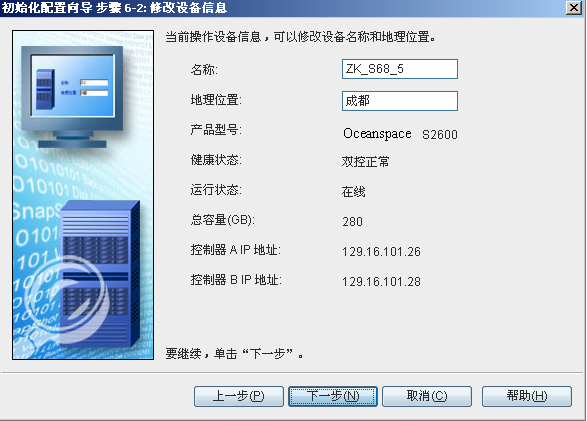 初始化配置向导 步骤 6-2: 修改设备信息
当前操作设备信息，可以修改设备名称和地理位置。
名称: ZK_S68_5
地理位置: 成都
产品型号: Oceanspace S2600
健康状态: 双控正常
运行状态: 在线
总容量(GB): 280
控制器 A IP 地址: 129.16.101.26
控制器 B IP 地址: 129.16.101.28
要继续，单击“下一步”。
上一步(P) 下一步(N) 取消(C) 帮助(H)